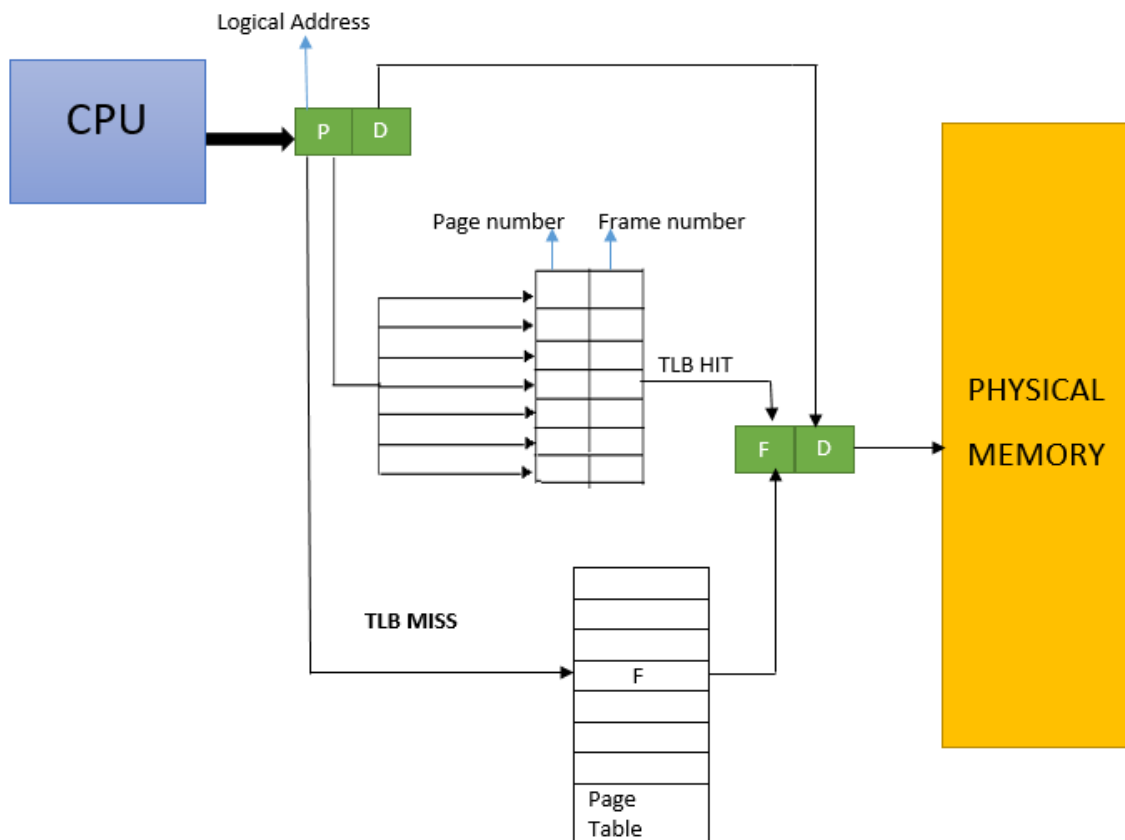 Logical Address
CPU
P D
Page number Frame number
TLB HIT
F D
PHYSICAL
MEMORY
TLB MISS
F
Page
Table